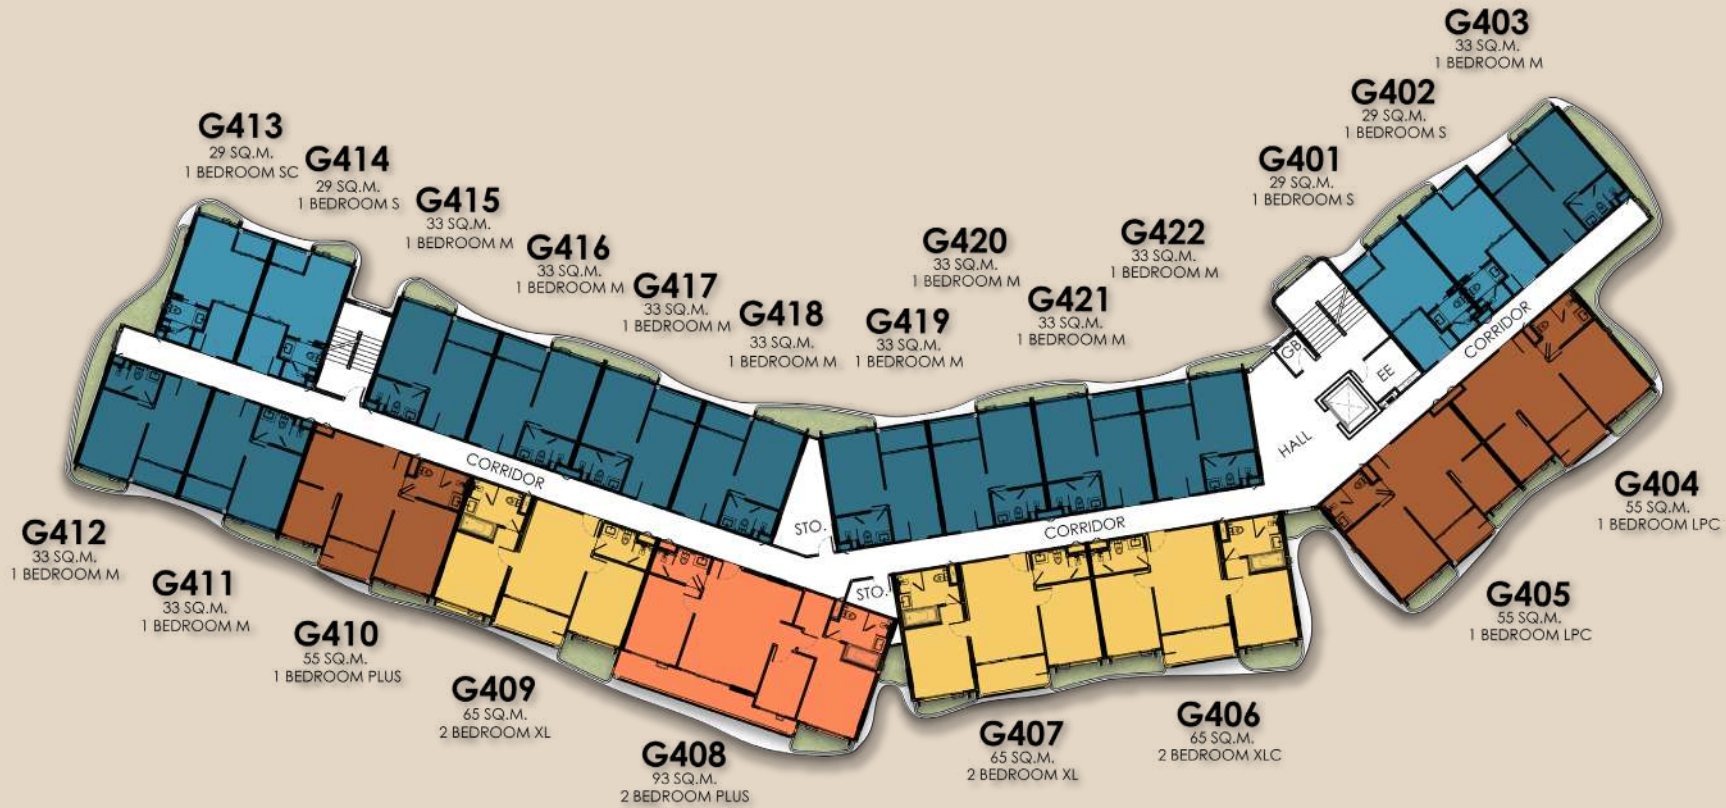 G403
33 SQ.M.
1 BEDROOM M
G402
29 SQ.M.
1 BEDROOM S
G401
29 SQ.M.
1 BEDROOM S
G413
29 SQ.M.
1 BEDROOM SC
G414
29 SQ.M.
1 BEDROOM S
G415
33 SQ.M.
1 BEDROOM M
G416
33 SQ.M.
1 BEDROOM M
G417
33 SQ.M.
1 BEDROOM M
G418
33 SQ.M.
1 BEDROOM M
G419
33 SQ.M.
1 BEDROOM M
G420
33 SQ.M.
1 BEDROOM M
G421
33 SQ.M.
1 BEDROOM M
G422
33 SQ.M.
1 BEDROOM M
GB
EE
CORRIDOR
HALL
CORRIDOR
STO.
CORRIDOR
STO.
G404
55 SQ.M.
1 BEDROOM LPC
G405
55 SQ.M.
1 BEDROOM LPC
G412
33 SQ.M.
1 BEDROOM M
G411
33 SQ.M.
1 BEDROOM M
G410
55 SQ.M.
1 BEDROOM PLUS
G409
65 SQ.M.
2 BEDROOM XL
G408
93 SQ.M.
2 BEDROOM PLUS
G407
65 SQ.M.
2 BEDROOM XL
G406
65 SQ.M.
2 BEDROOM XLC